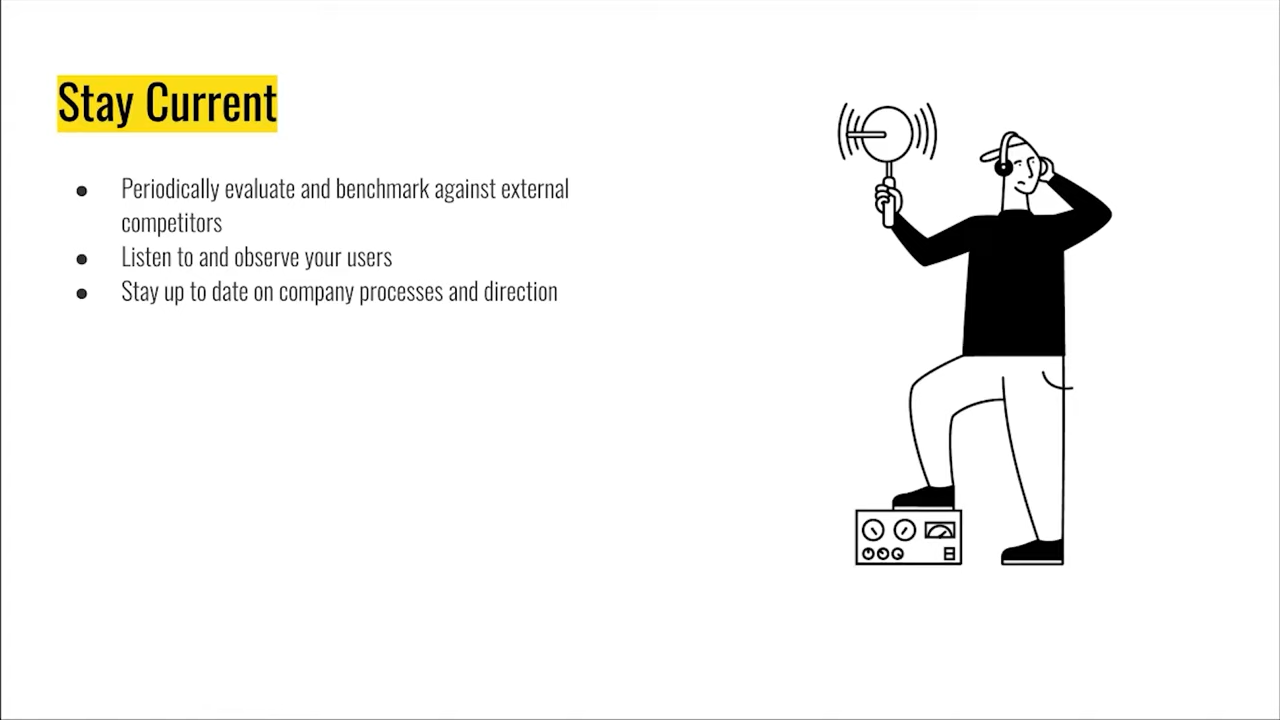 Stay Current
● Periodically evaluate and benchmark against external
competitors
● Listen to and observe your users
● Stay up to date on company processes and direction